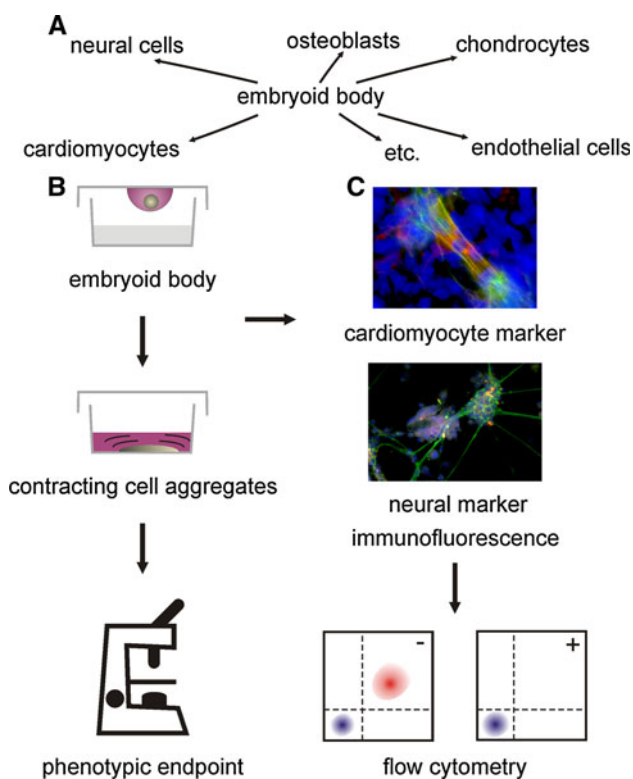 A
neural cells
osteoblasts
chondrocytes
embryoid body
cardiomyocytes
etc.
endothelial cells
B
embryoid body
contracting cell aggregates
phenotypic endpoint
C
cardiomyocyte marker
neural marker
immunofluorescence
-
+
flow cytometry